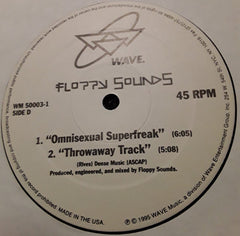 WAVE.
FLOPPY SOUNDS
WM 50003-1
SIDE D
45 RPM
1. "Omnisexual Superfreak" (6:05)
2. "Throwaway Track" (5:08)
(Rives) Dense Music (ASCAP)
Produced, engineered, and mixed by Floppy Sounds.
MADE IN THE USA.
℗ © 1995 WAVE Music, a division of Wave Entertainment Group, Inc.